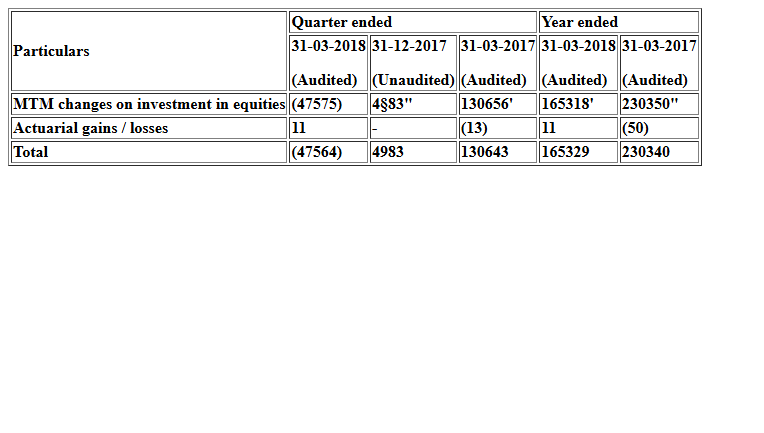 Particulars Quarter ended Year ended
31-03-2018 31-12-2017 31-03-2017 31-03-2018 31-03-2017
(Audited) (Unaudited) (Audited) (Audited) (Audited)
MTM changes on investment in equities (47575) 4§83" 130656' 165318' 230350"
Actuarial gains / losses 11 - (13) 11 (50)
Total (47564) 4983 130643 165329 230340